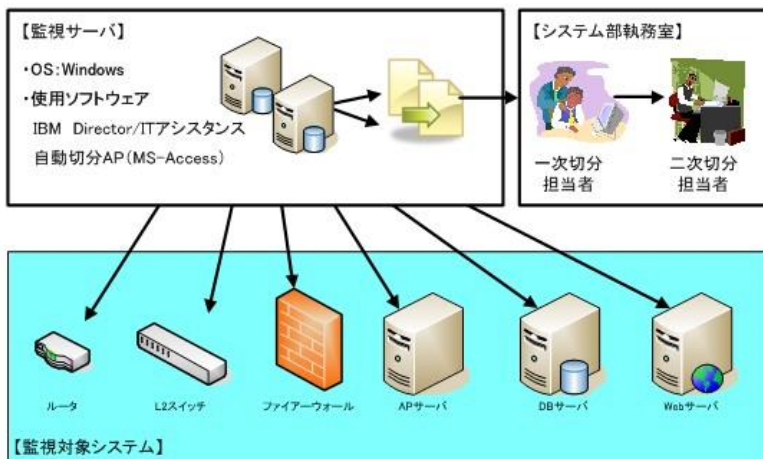 【監視サーバ】
・OS:Windows
・使用ソフトウェア
IBM Director/ITアシスタンス
自動切分AP(MS-Access)
【システム部執務室】
一次切分
担当者
二次切分
担当者
ルータ
L2スイッチ
ファイアーウォール
APサーバ
DBサーバ
Webサーバ
【監視対象システム】